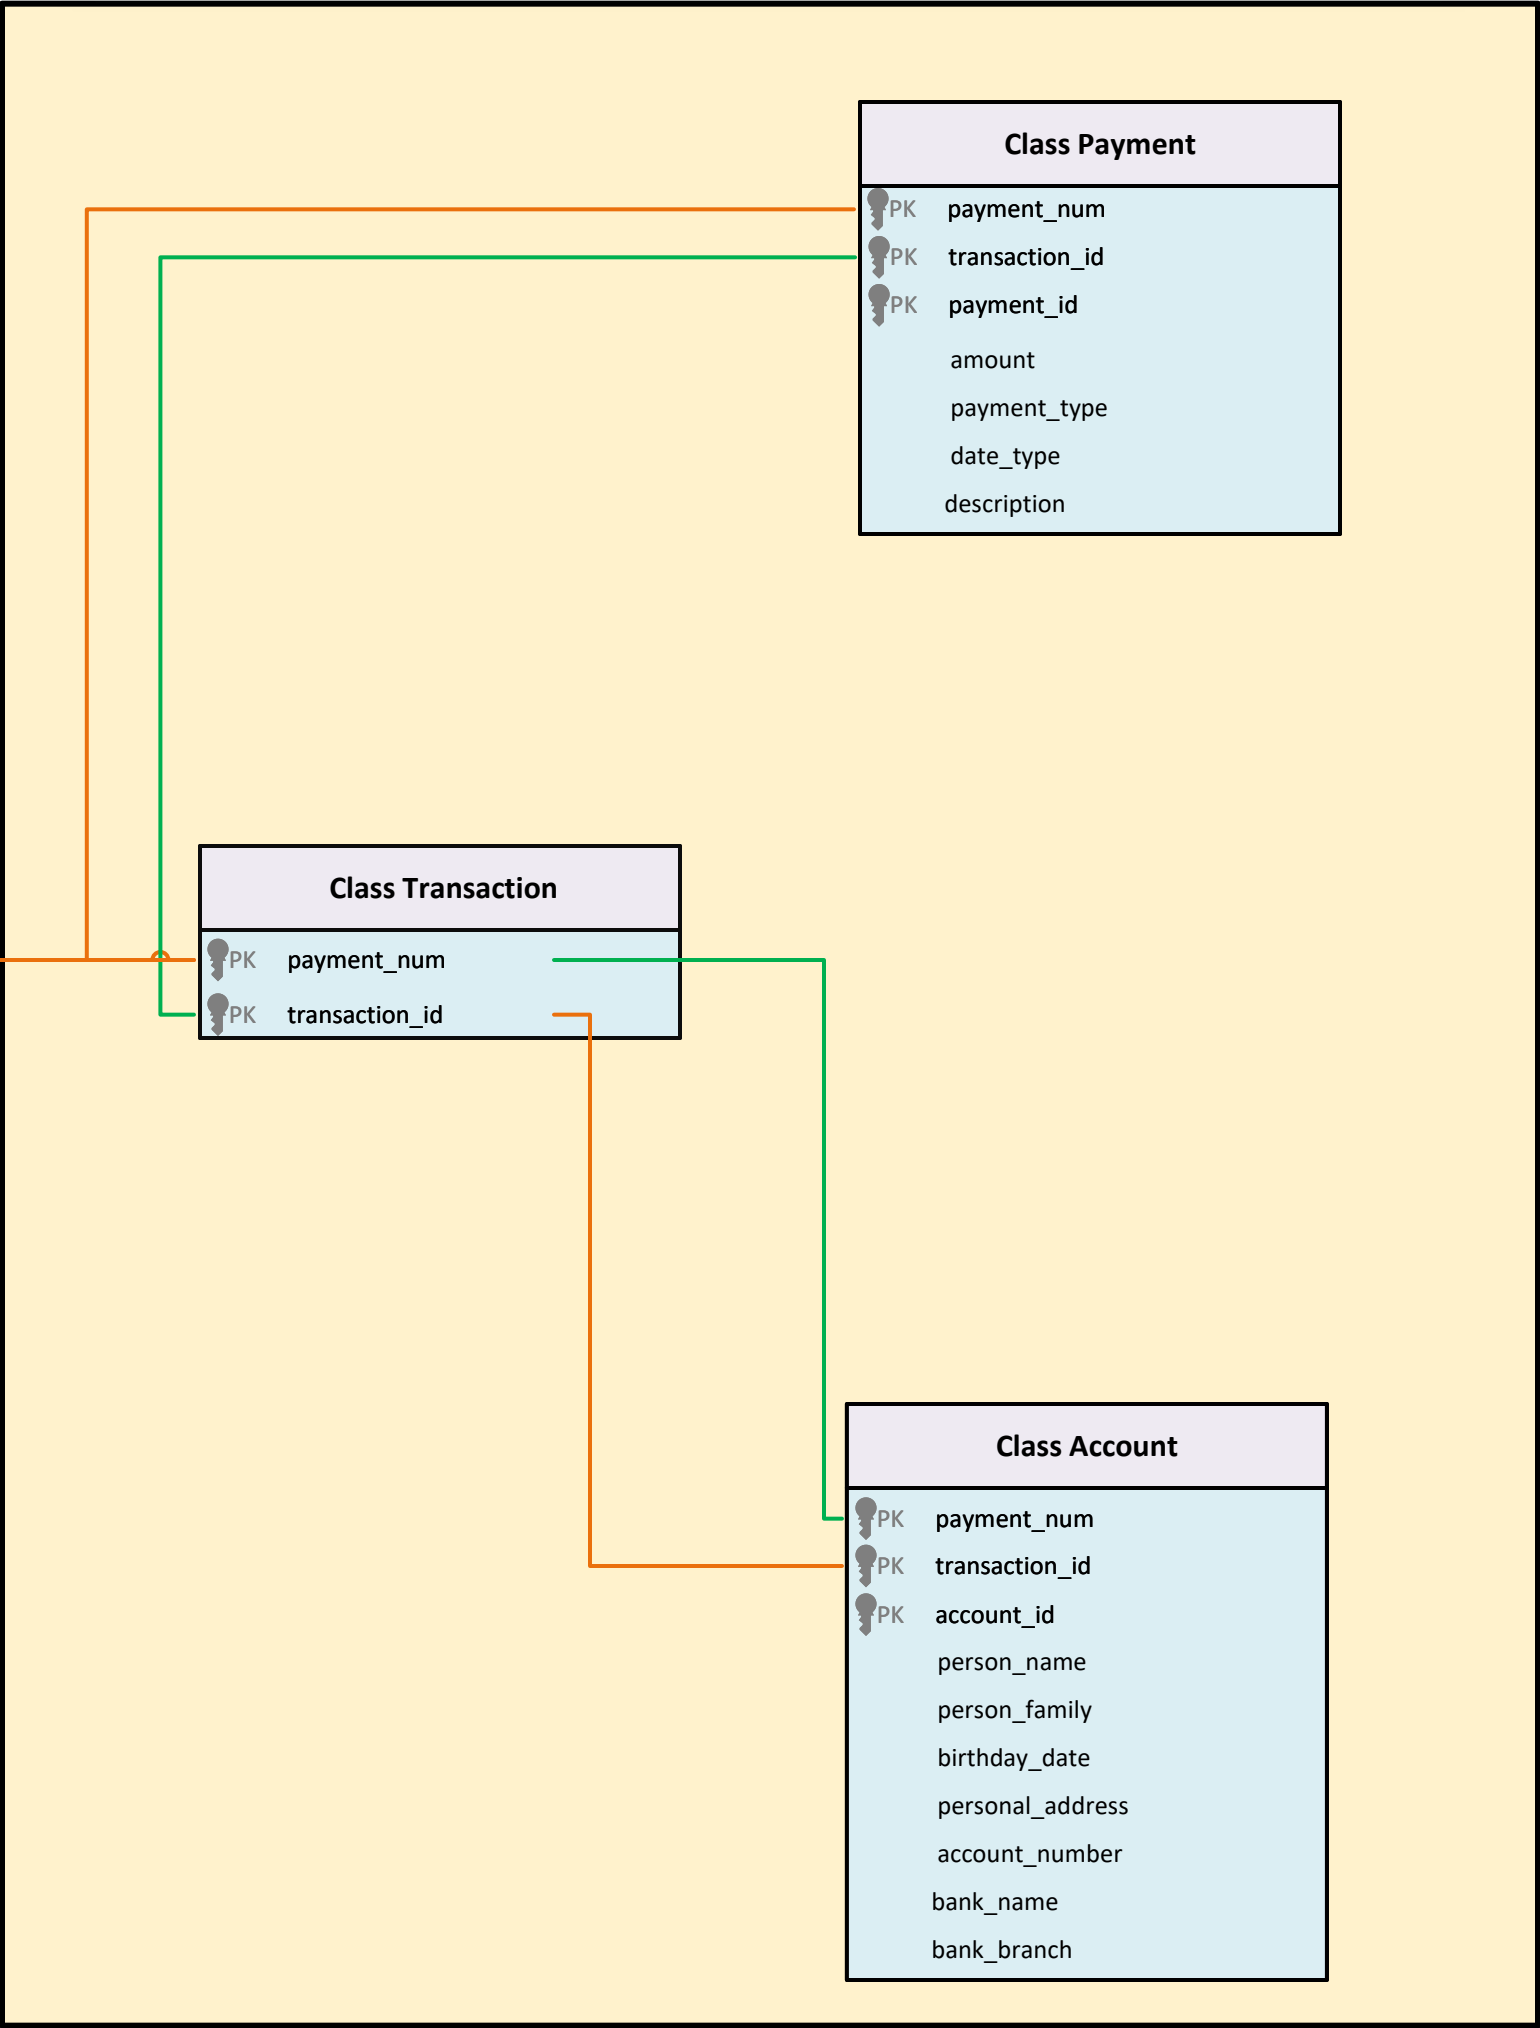 Class Payment
PK payment_num
PK transaction_id
PK payment_id
amount
payment_type
date_type
description
Class Transaction
PK payment_num
PK transaction_id
Class Account
PK payment_num
PK transaction_id
PK account_id
person_name
person_family
birthday_date
personal_address
account_number
bank_name
bank_branch